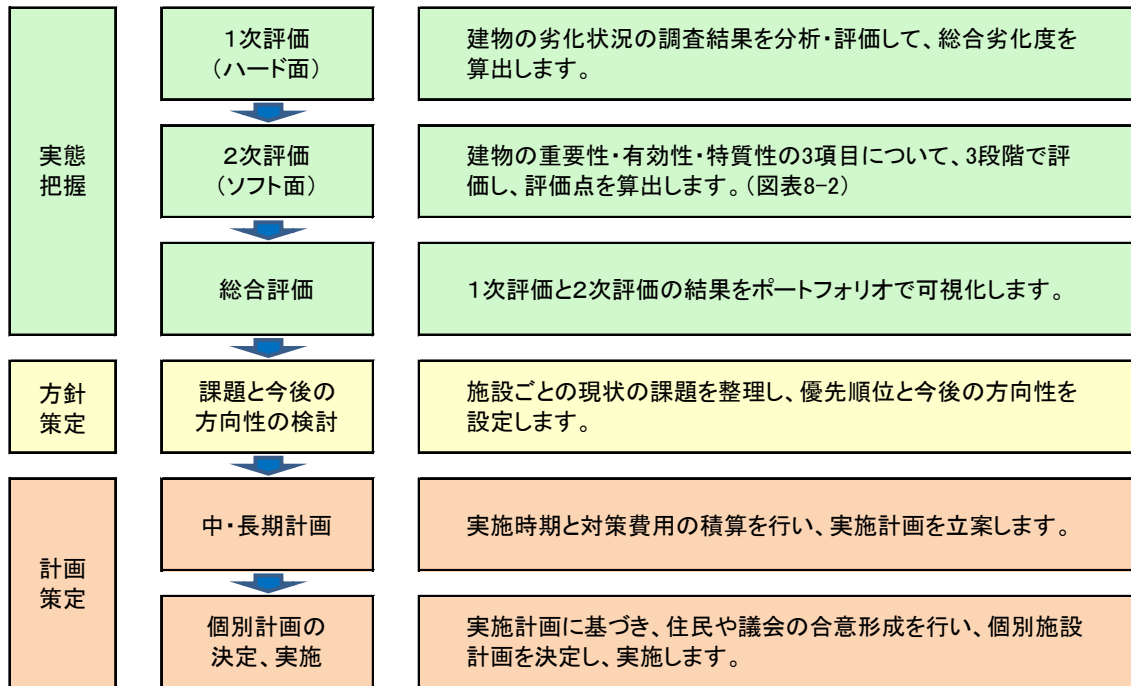 実態
把握
1次評価
（ハード面）
建物の劣化状況の調査結果を分析・評価して、総合劣化度を
算出します。
2次評価
（ソフト面）
建物の重要性・有効性・特質性の3項目について、3段階で評
価し、評価点を算出します。（図表8-2）
総合評価
1次評価と2次評価の結果をポートフォリオで可視化します。
方針
策定
課題と今後の
方向性の検討
施設ごとの現状の課題を整理し、優先順位と今後の方向性を
設定します。
計画
策定
中・長期計画
実施時期と対策費用の積算を行い、実施計画を立案します。
個別計画の
決定、実施
実施計画に基づき、住民や議会の合意形成を行い、個別施設
計画を決定し、実施します。